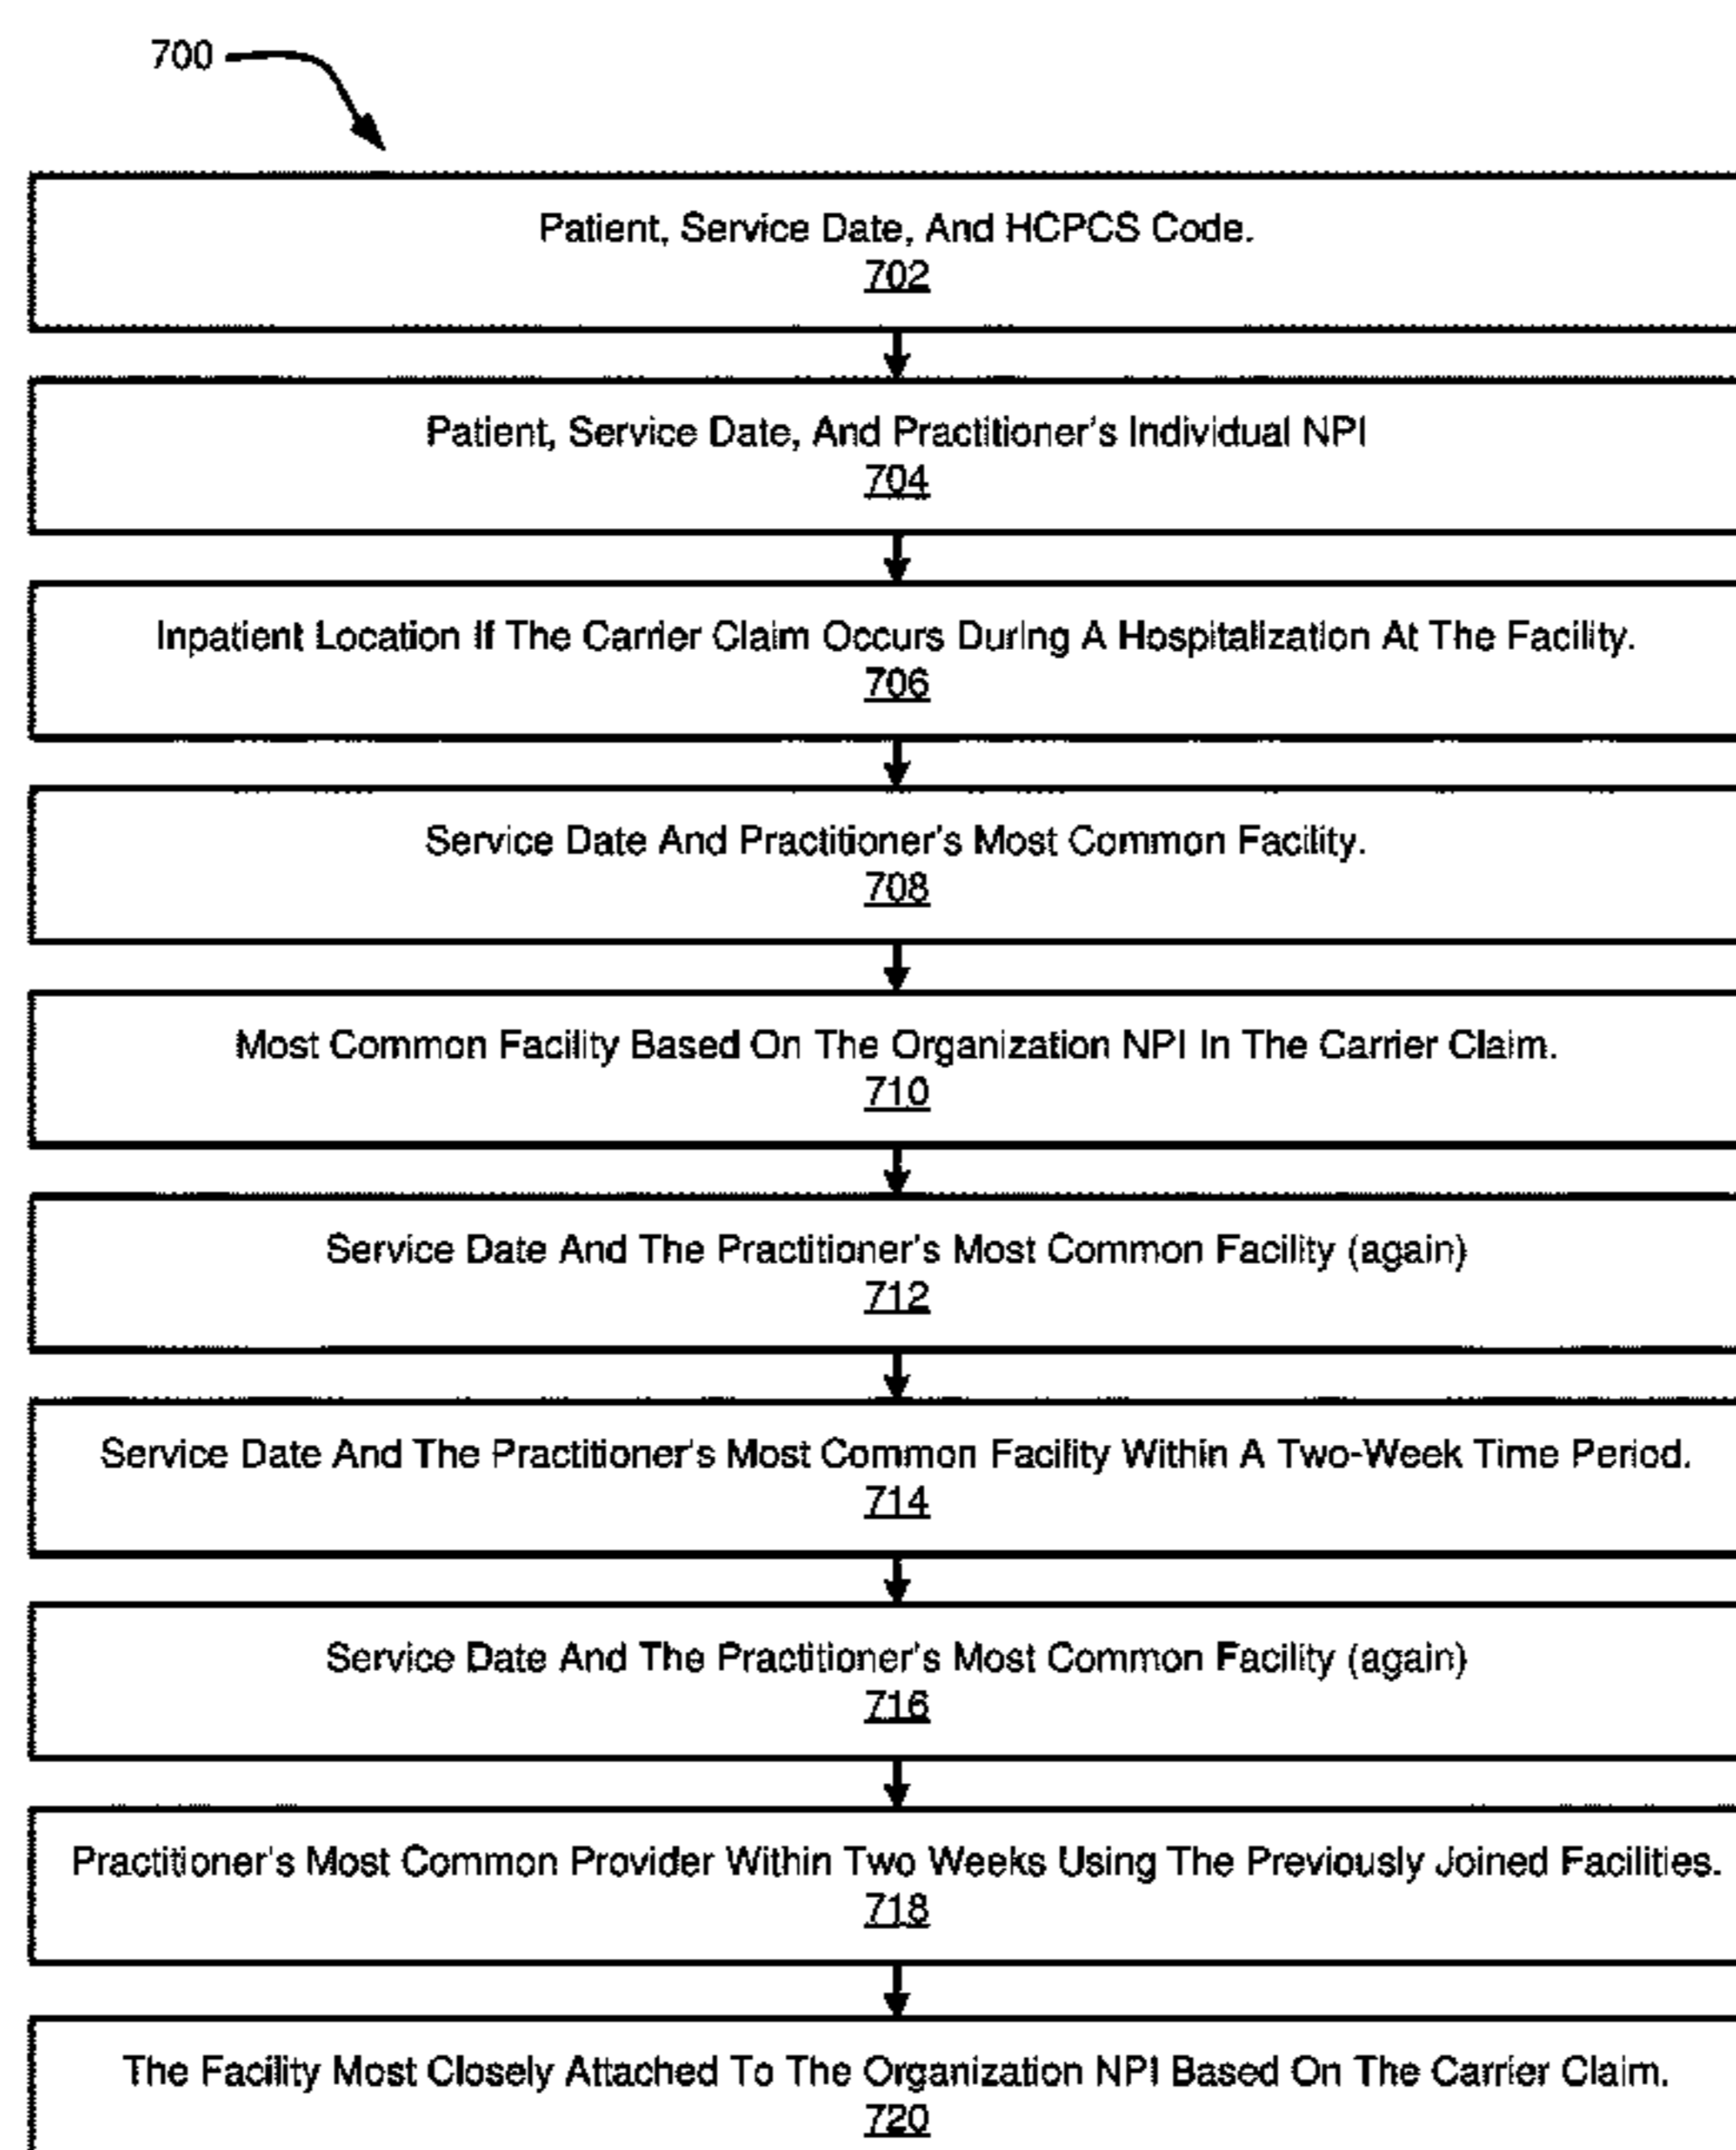 700
Patient, Service Date, And HCPCS Code.
702
Patient, Service Date, And Practitioner's Individual NPI
704
Inpatient Location If The Carrier Claim Occurs During A Hospitalization At The Facility.
706
Service Date And Practitioner's Most Common Facility.
708
Most Common Facility Based On The Organization NPI In The Carrier Claim.
710
Service Date And The Practitioner's Most Common Facility (again)
712
Service Date And The Practitioner's Most Common Facility Within A Two-Week Time Period.
714
Service Date And The Practitioner's Most Common Facility (again)
716
Practitioner's Most Common Provider Within Two Weeks Using The Previously Joined Facilities.
718
The Facility Most Closely Attached To The Organization NPI Based On The Carrier Claim.
720